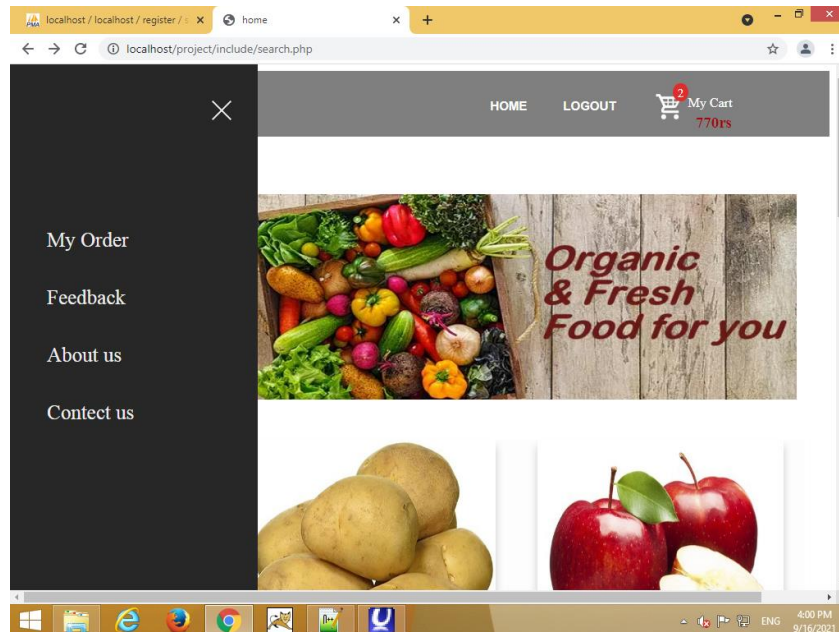 localhost / localhost / register / s
home
localhost/project/include/search.php
HOME
LOGOUT
2
My Cart
770rs
My Order
Feedback
About us
Contect us
Organic
& Fresh
Food for you
ENG
4:00 PM
9/16/2021